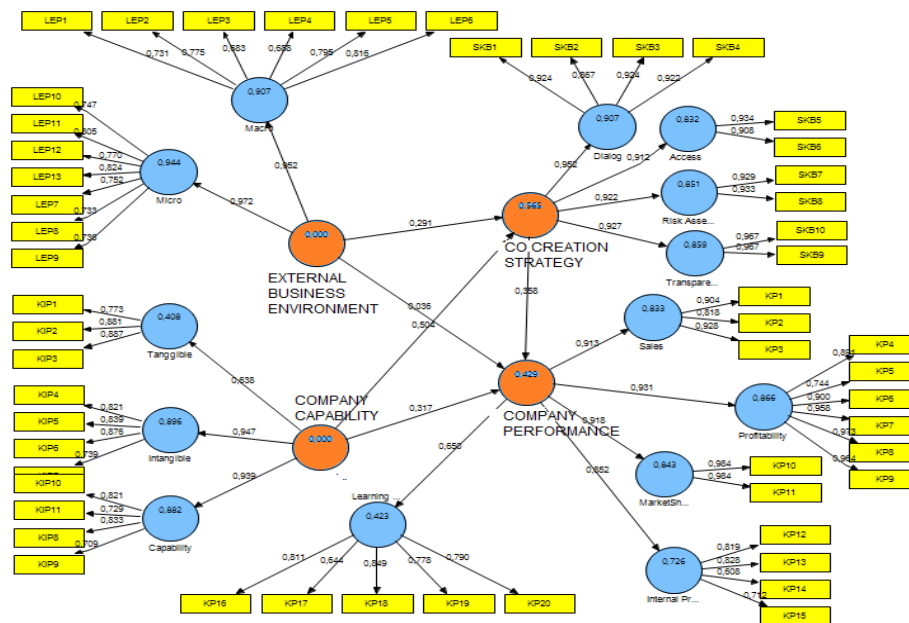 LEP1
LEP2
LEP3
LEP4
LEP5
LEP6
0,731
0,775
0,683
0,688
0,795
0,816
0,907
Macro
SKB1
SKB2
SKB3
SKB4
0,924
0,867
0,924
0,922
0,907
Dialog
0,832
Access
0,934
0,908
SKB5
SKB6
0,851
Risk Asse...
0,929
0,933
SKB7
SKB8
0,859
Transpare...
0,967
0,967
SKB10
SKB9
LEP10
LEP11
LEP12
LEP13
LEP7
LEP8
LEP9
0,747
0,805
0,770
0,824
0,752
0,733
0,736
0,944
Micro
0,952
0,972
0,000
EXTERNAL
BUSINESS
ENVIRONMENT
0,291
0,565
CO CREATION
STRATEGY
0,952
0,912
0,922
0,927
0,036
0,504
0,358
KIP1
KIP2
KIP3
0,773
0,881
0,887
0,408
Tanggible
0,638
KIP4
KIP5
KIP6
0,821
0,839
0,876
0,739
0,896
Intangible
0,947
KIP10
KIP11
KIP8
KIP9
0,821
0,729
0,833
0,709
0,882
Capability
0,939
COMPANY
CAPABILITY
0,000
0,317
0,429
COMPANY
PERFORMANCE
0,913
0,931
0,918
0,852
0,650
0,833
Sales
0,904
0,818
0,928
KP1
KP2
KP3
0,866
Profitability
0,744
0,900
0,958
0,973
KP4
KP5
KP6
KP7
KP8
KP9
0,843
MarketSh...
0,984
0,984
KP10
KP11
0,726
Internal Pr...
0,819
0,828
0,608
0,712
KP12
KP13
KP14
KP15
Learning ...
0,423
0,811
0,644
0,849
0,778
0,790
KP16
KP17
KP18
KP19
KP20